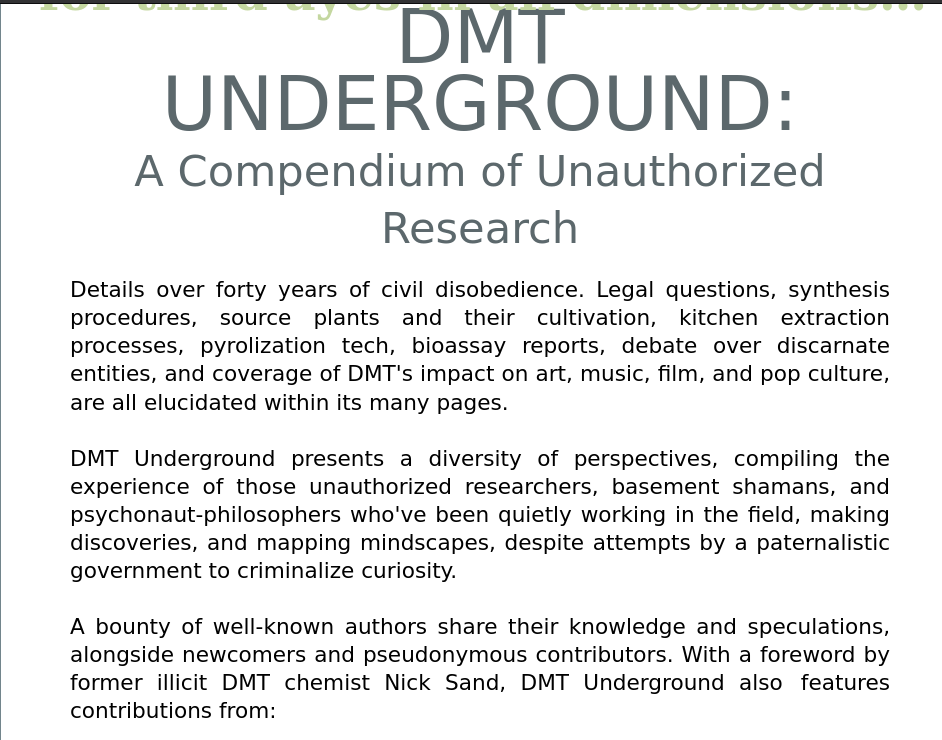 for third ayes in all dimensions...
DMT
UNDERGROUND:
A Compendium of Unauthorized
Research
Details over forty years of civil disobedience. Legal questions, synthesis
procedures, source plants and their cultivation, kitchen extraction
processes, pyrolization tech, bioassay reports, debate over discarnate
entities, and coverage of DMT's impact on art, music, film, and pop culture,
are all elucidated within its many pages.
DMT Underground presents a diversity of perspectives, compiling the
experience of those unauthorized researchers, basement shamans, and
psychonaut-philosophers who've been quietly working in the field, making
discoveries, and mapping mindscapes, despite attempts by a paternalistic
government to criminalize curiosity.
A bounty of well-known authors share their knowledge and speculations,
alongside newcomers and pseudonymous contributors. With a foreword by
former illicit DMT chemist Nick Sand, DMT Underground also features
contributions from: